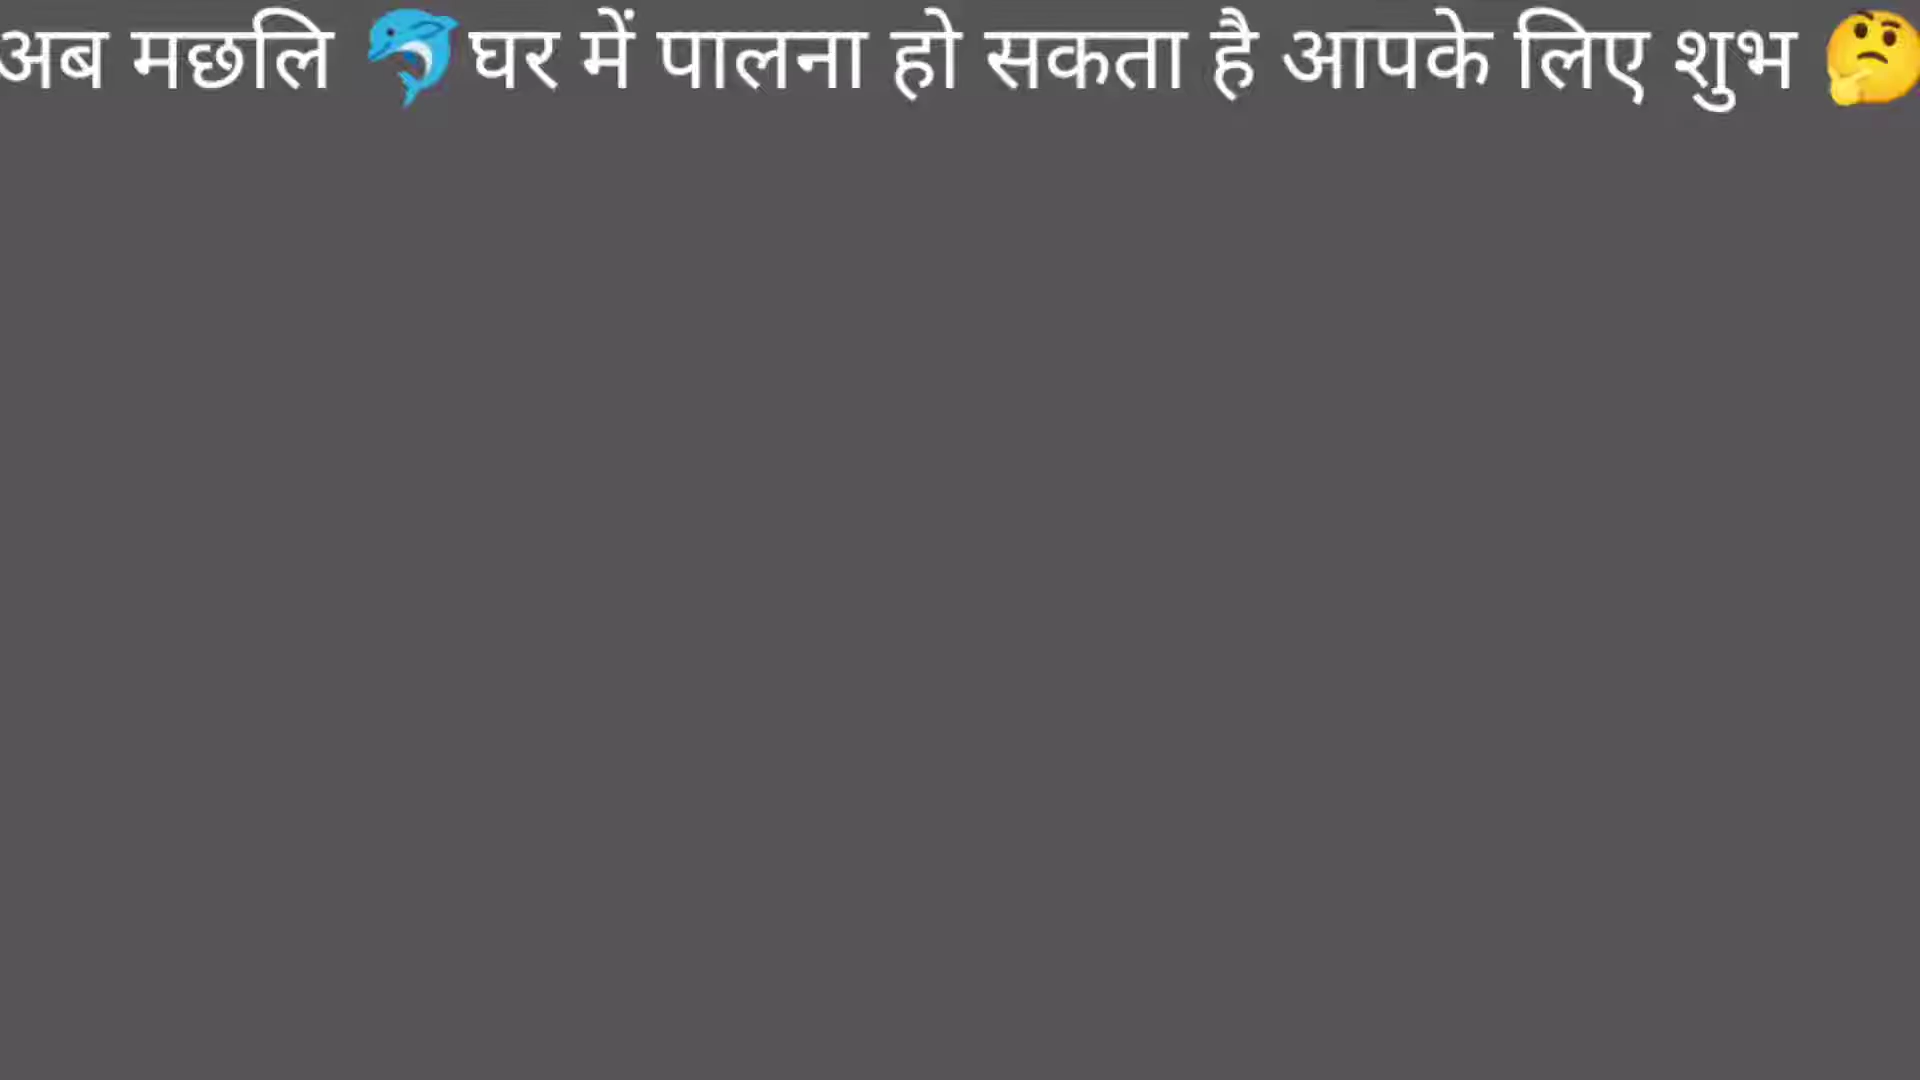 अब मछलि 🐬घर में पालना हो सकता है आपके लिए शुभ 🤔